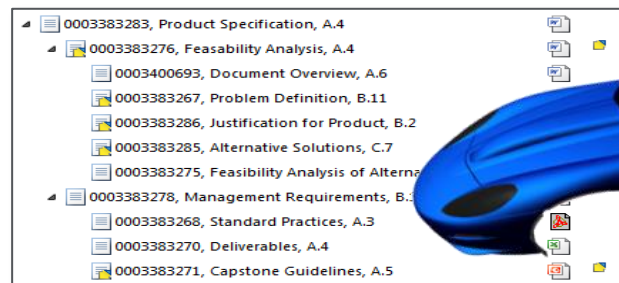 0003383283, Product Specification, A.4
0003383276, Feasability Analysis, A.4
0003400693, Document Overview, A.6
0003383267, Problem Definition, B.11
0003383286, Justification for Product, B.2
0003383285, Alternative Solutions, C.7
0003383275, Feasibility Analysis of
0003383278, Management Requirements,
0003383268, Standard Practices, A.3
0003383270, Deliverables, A.4
0003383271, Capstone Guidelines, A.5